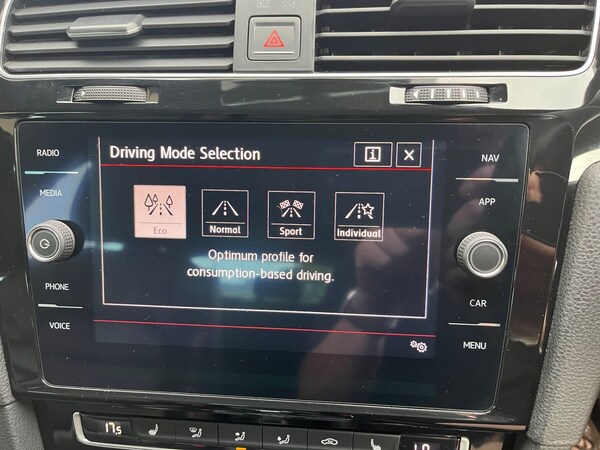 RADIO
MEDIA
PHONE
VOICE
Driving Mode Selection
i
Eco
Normal
Sport
Individual
Optimum profile for
consumption-based driving.
NAV
APP
CAR
MENU
17.5